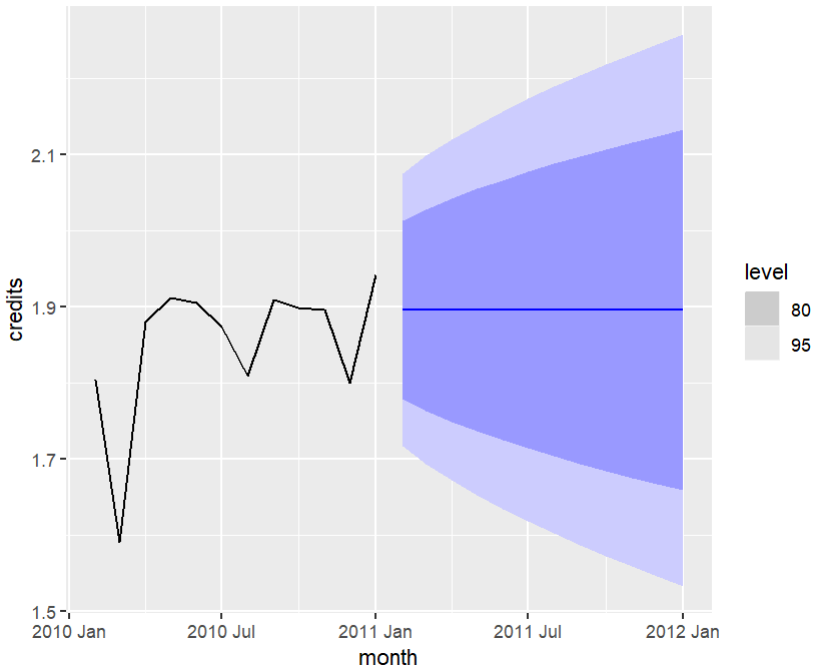 credits
2.1
1.9
1.7
1.5
2010 Jan
2010 Jul
2011 Jan
2011 Jul
2012 Jan
month
level
80
95